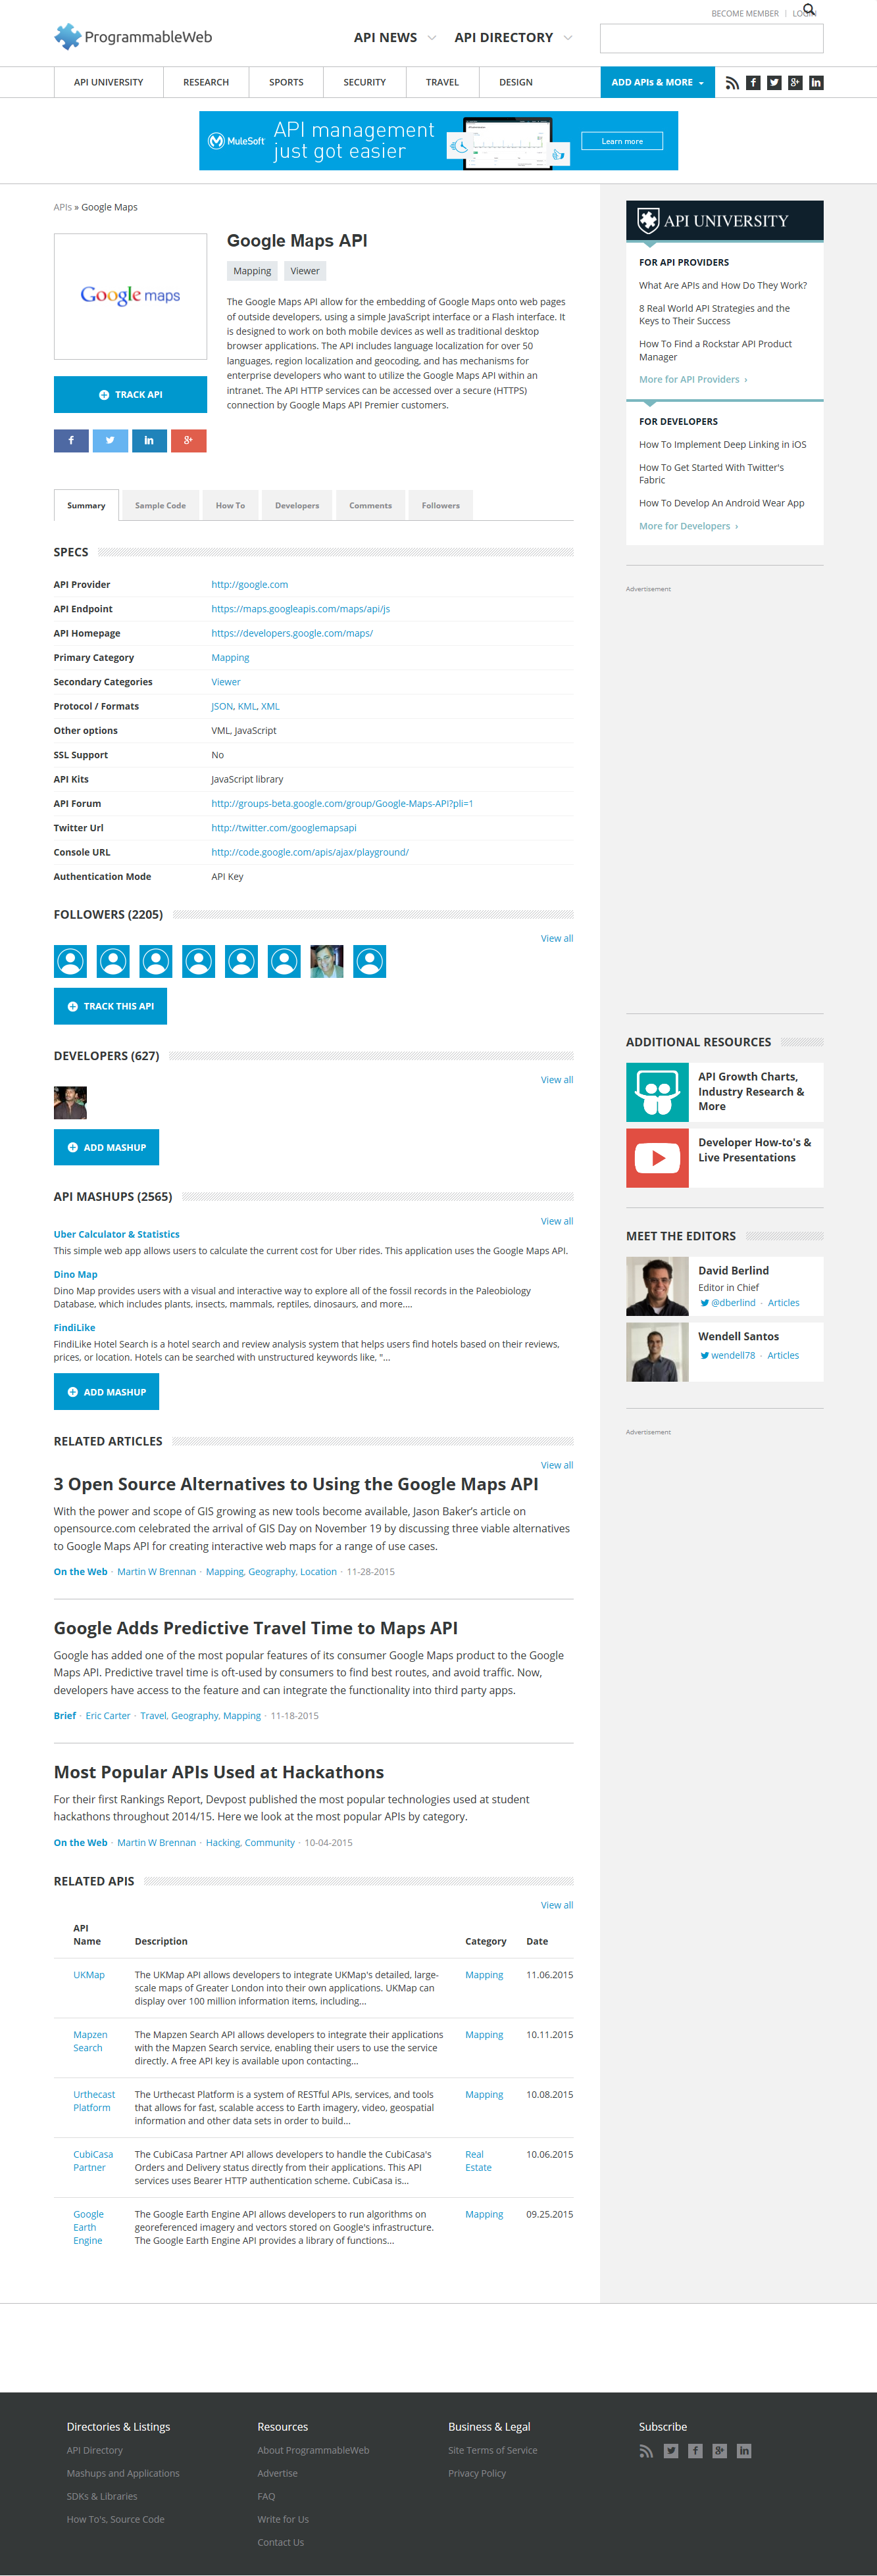 BECOME MEMBER | LOGIN
ProgrammableWeb
API NEWS
API DIRECTORY
API UNIVERSITY
RESEARCH
SPORTS
SECURITY
TRAVEL
DESIGN
ADD APIs & MORE
MuleSoft
API management
just got easier
Learn more
APIs » Google Maps
Google maps
TRACK API
Google Maps API
Mapping
Viewer
The Google Maps API allow for the embedding of Google Maps onto web pages
of outside developers, using a simple JavaScript interface or a Flash interface. It
is designed to work on both mobile devices as well as traditional desktop
browser applications. The API includes language localization for over 50
languages, region localization and geocoding, and has mechanisms for
enterprise developers who want to utilize the Google Maps API within an
intranet. The API HTTP services can be accessed over a secure (HTTPS)
connection by Google Maps API Premier customers.
Summary
Sample Code
How To
Developers
Comments
Followers
SPECS
API Provider http://google.com
API Endpoint https://maps.googleapis.com/maps/api/js
API Homepage https://developers.google.com/maps/
Primary Category Mapping
Secondary Categories Viewer
Protocol / Formats JSON, KML, XML
Other options VML, JavaScript
SSL Support No
API Kits JavaScript library
API Forum http://groups-beta.google.com/group/Google-Maps-API?pli=1
Twitter Url http://twitter.com/googlemapsapi
Console URL http://code.google.com/apis/ajax/playground/
Authentication Mode API Key
FOLLOWERS (2205)
View all
TRACK THIS API
DEVELOPERS (627)
View all
ADD MASHUP
API MASHUPS (2565)
View all
Uber Calculator & Statistics
This simple web app allows users to calculate the current cost for Uber rides. This application uses the Google Maps API.
Dino Map
Dino Map provides users with a visual and interactive way to explore all of the fossil records in the Paleobiology
Database, which includes plants, insects, mammals, reptiles, dinosaurs, and more....
FindiLike
FindiLike Hotel Search is a hotel search and review analysis system that helps users find hotels based on their reviews,
prices, or location. Hotels can be searched with unstructured keywords like, "...
ADD MASHUP
RELATED ARTICLES
View all
3 Open Source Alternatives to Using the Google Maps API
With the power and scope of GIS growing as new tools become available, Jason Baker's article on
opensource.com celebrated the arrival of GIS Day on November 19 by discussing three viable alternatives
to Google Maps API for creating interactive web maps for a range of use cases.
On the Web · Martin W Brennan · Mapping, Geography, Location · 11-28-2015
Google Adds Predictive Travel Time to Maps API
Google has added one of the most popular features of its consumer Google Maps product to the Google
Maps API. Predictive travel time is oft-used by consumers to find best routes, and avoid traffic. Now,
developers have access to the feature and can integrate the functionality into third party apps.
Brief · Eric Carter · Travel, Geography, Mapping · 11-18-2015
Most Popular APIs Used at Hackathons
For their first Rankings Report, Devpost published the most popular technologies used at student
hackathons throughout 2014/15. Here we look at the most popular APIs by category.
On the Web · Martin W Brennan · Hacking, Community · 10-04-2015
RELATED APIS
View all
API
Name Description Category Date
UKMap The UKMap API allows developers to integrate UKMap's detailed, large- Mapping 11.06.2015
scale maps of Greater London into their own applications. UKMap can
display over 100 million information items, including...
Mapzen The Mapzen Search API allows developers to integrate their applications Mapping 10.11.2015
Search with the Mapzen Search service, enabling their users to use the service
directly. A free API key is available upon contacting...
Urthecast The Urthecast Platform is a system of RESTful APIs, services, and tools Mapping 10.08.2015
Platform that allows for fast, scalable access to Earth imagery, video, geospatial
information and other data sets in order to build...
CubiCasa The CubiCasa Partner API allows developers to handle the CubiCasa's Real 10.06.2015
Partner Orders and Delivery status directly from their applications. This API Estate
services uses Bearer HTTP authentication scheme. CubiCasa is...
Google The Google Earth Engine API allows developers to run algorithms on Mapping 09.25.2015
Earth georeferenced imagery and vectors stored on Google's infrastructure.
Engine The Google Earth Engine API provides a library of functions...
API UNIVERSITY
FOR API PROVIDERS
What Are APIs and How Do They Work?
8 Real World API Strategies and the
Keys to Their Success
How To Find a Rockstar API Product
Manager
More for API Providers ›
FOR DEVELOPERS
How To Implement Deep Linking in iOS
How To Get Started With Twitter's
Fabric
How To Develop An Android Wear App
More for Developers ›
Advertisement
ADDITIONAL RESOURCES
API Growth Charts,
Industry Research &
More
Developer How-to's &
Live Presentations
MEET THE EDITORS
David Berlind
Editor in Chief
@dberlind · Articles
Wendell Santos
wendell78 · Articles
Advertisement
Directories & Listings
API Directory
Mashups and Applications
SDKs & Libraries
How To's, Source Code
Resources
About ProgrammableWeb
Advertise
FAQ
Write for Us
Contact Us
Business & Legal
Site Terms of Service
Privacy Policy
Subscribe